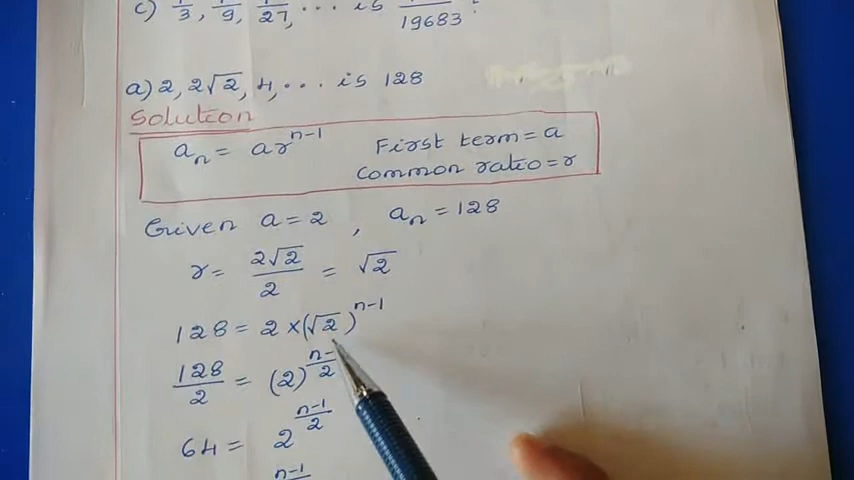 c) 1/3, 1/9, 1/27, ... is 1/19683 ?
a) 2, 2√2, 4, ... is 128
Solution
aₙ = ar^(n-1) First term = a
Common ratio = r
Given a = 2 , aₙ = 128
r = 2√2/2 = √2
128 = 2 × (√2)^(n-1)
128/2 = (2)^(n-/2)
64 = 2^(n-1/2)
n-1